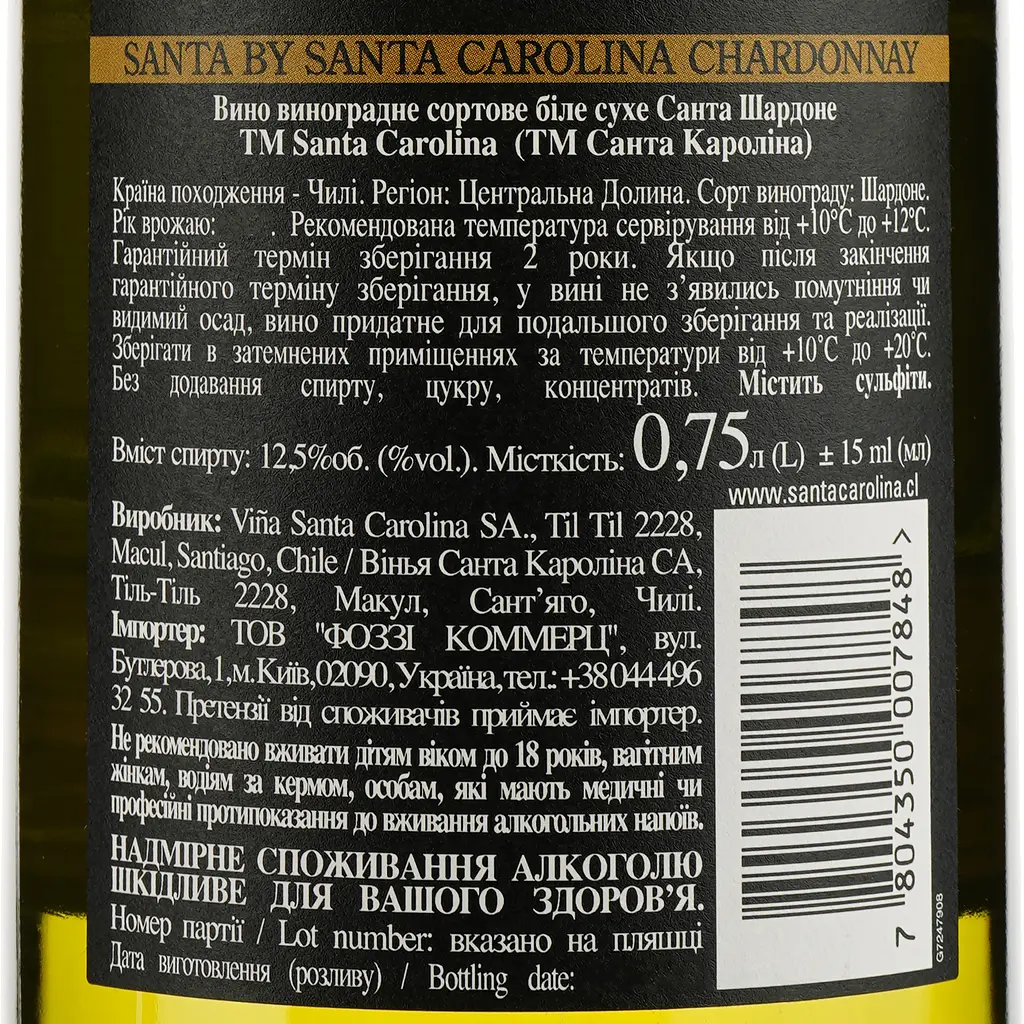 SANTA BY SANTA CAROLINA CHARDONNAY
Вино виноградне сортове біле сухе Санта Шардоне
ТМ Santa Carolina (ТМ Санта Кароліна)
Країна походження - Чилі. Регіон: Центральна Долина. Сорт винограду: Шардоне.
Рік врожаю: . Рекомендована температура сервірування від +10°С до +12°С.
Гарантійний термін зберігання 2 роки. Якщо після закінчення
гарантійного терміну зберігання, у вині не з’явились помутніння чи
видимий осад, вино придатне для подальшого зберігання та реалізації.
Зберігати в затемнених приміщеннях за температури від +10°С до +20°С.
Без додавання спирту, цукру, концентратів. Містить сульфіти.
Вміст спирту: 12,5%об. (%vol.). Місткість: 0,75л (L) ± 15 ml (мл)
www.santacarolina.cl
Виробник: Viña Santa Carolina SA., Til Til 2228,
Macul, Santiago, Chile / Вінья Санта Кароліна СА,
Тіль-Тіль 2228, Макул, Сант’яго, Чилі.
Імпортер: ТОВ "ФОЗЗІ КОММЕРЦ", вул.
Бутлерова,1,м.Київ,02090,Україна,тел.:+38 044 496
32 55. Претензії від споживачів приймає імпортер.
Не рекомендовано вживати дітям віком до 18 років, вагітним
жінкам, водіям за кермом, особам, які мають медичні чи
професійні протипоказання до вживання алкогольних напоїв.
НАДМІРНЕ СПОЖИВАННЯ АЛКОГОЛЮ
ШКІДЛИВЕ ДЛЯ ВАШОГО ЗДОРОВ’Я.
Номер партії / Lot number: вказано на пляшці
Дата виготовлення (розливу) / Bottling date:
7 804350 007848 >
G7247908